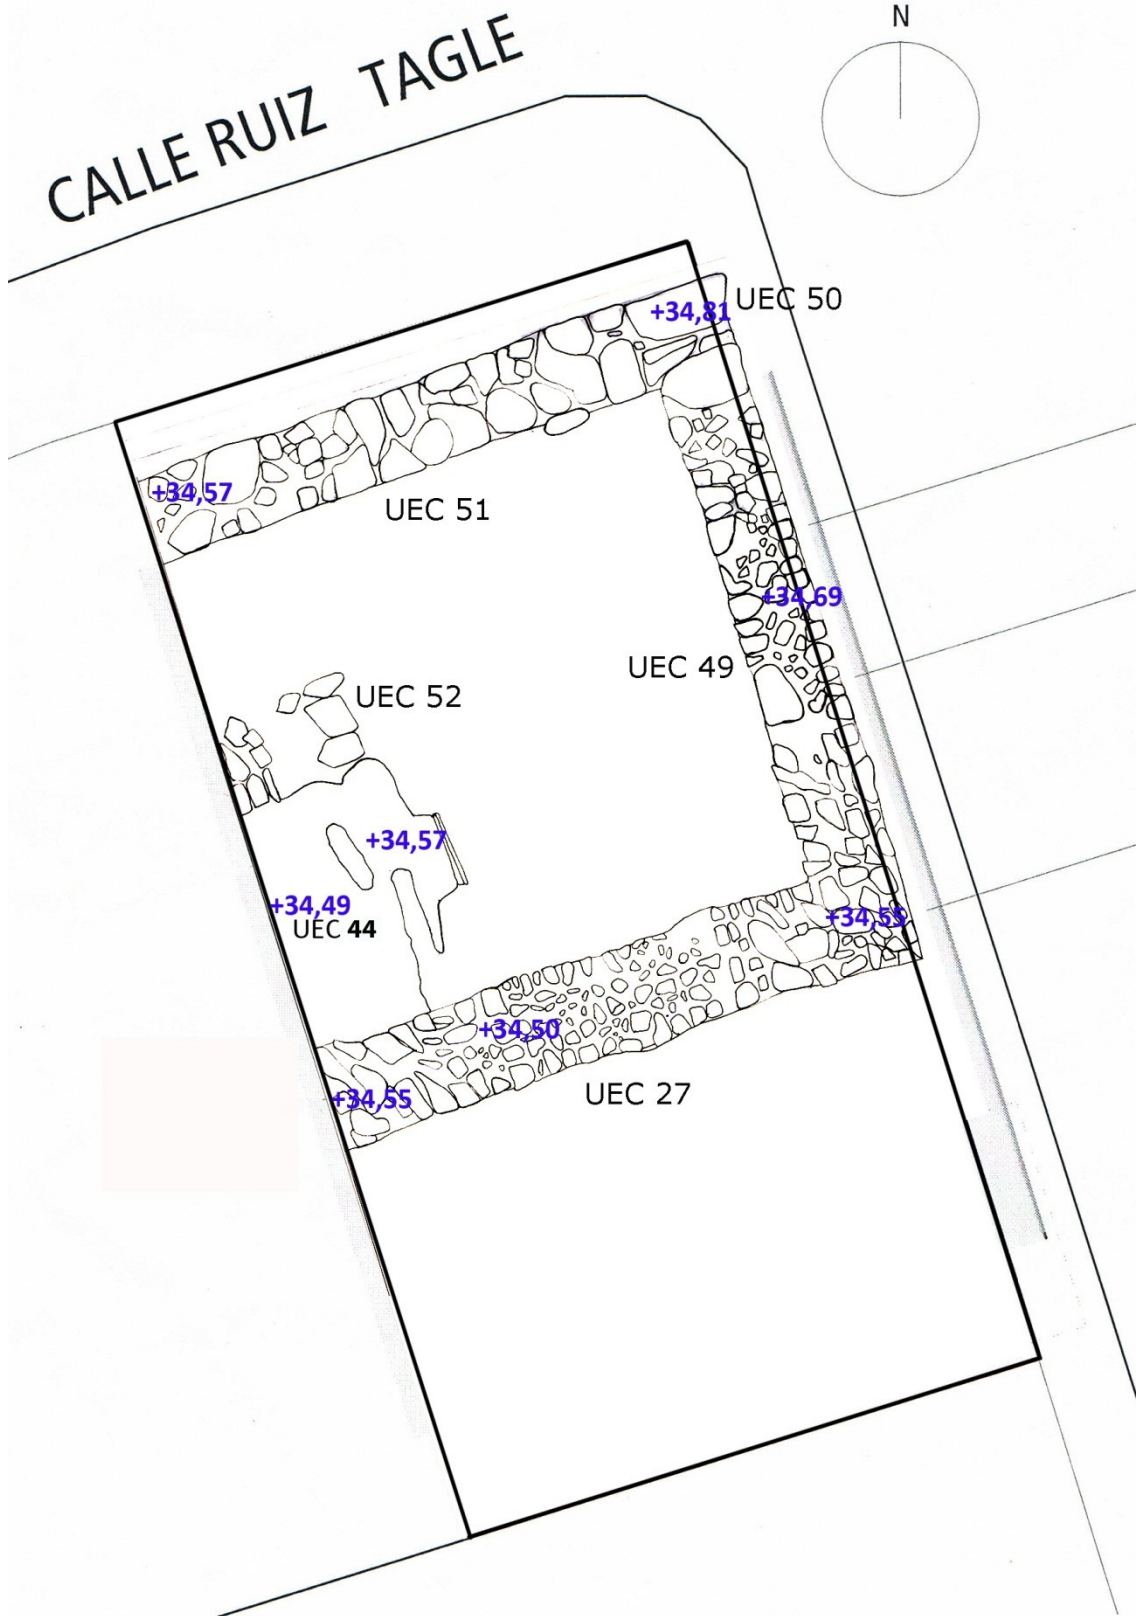 N
CALLE RUIZ TAGLE
UEC 50
+34,81
+34,57
UEC 51
+34,69
UEC 49
UEC 52
+34,57
+34,49
UEC 44
+34,55
+34,50
UEC 27
+34,55